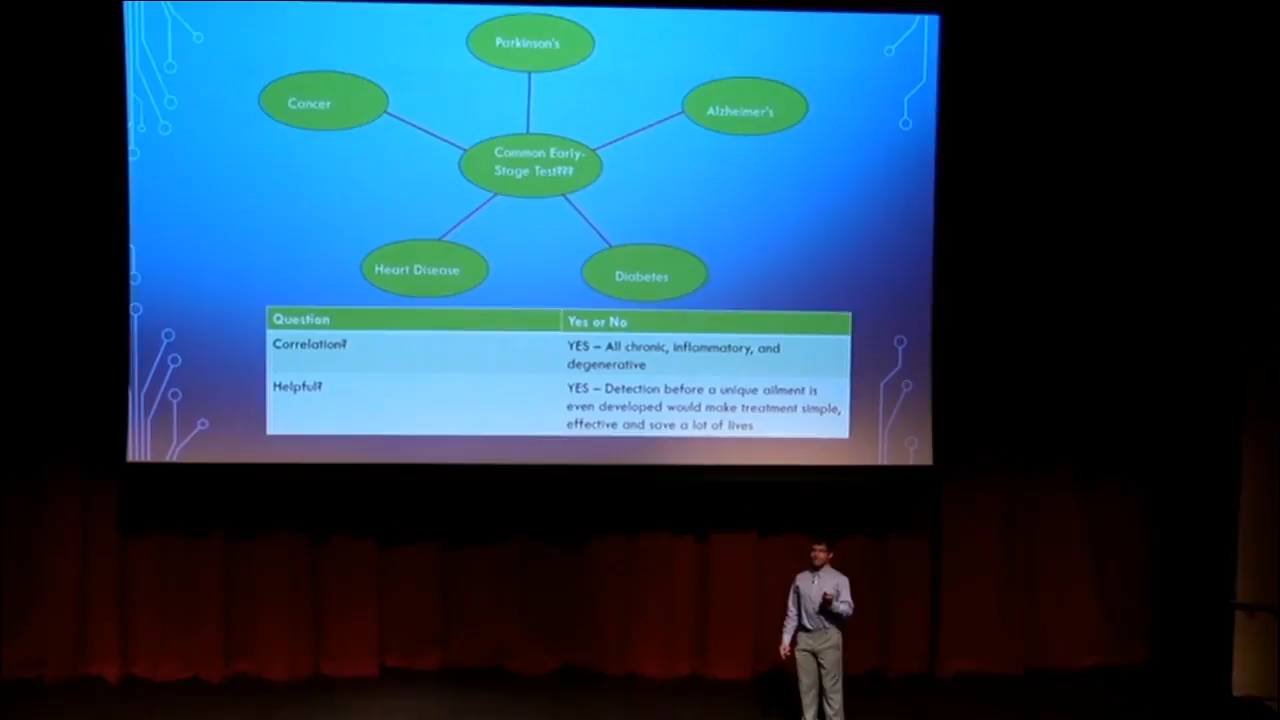 Parkinson's
Cancer
Alzheimer's
Common Early-
Stage Test???
Heart Disease
Diabetes
Question
Yes or No
Correlation?
YES – All chronic, inflammatory, and
degenerative
Helpful?
YES – Detection before a unique ailment is
even developed would make treatment simple,
effective and save a lot of lives